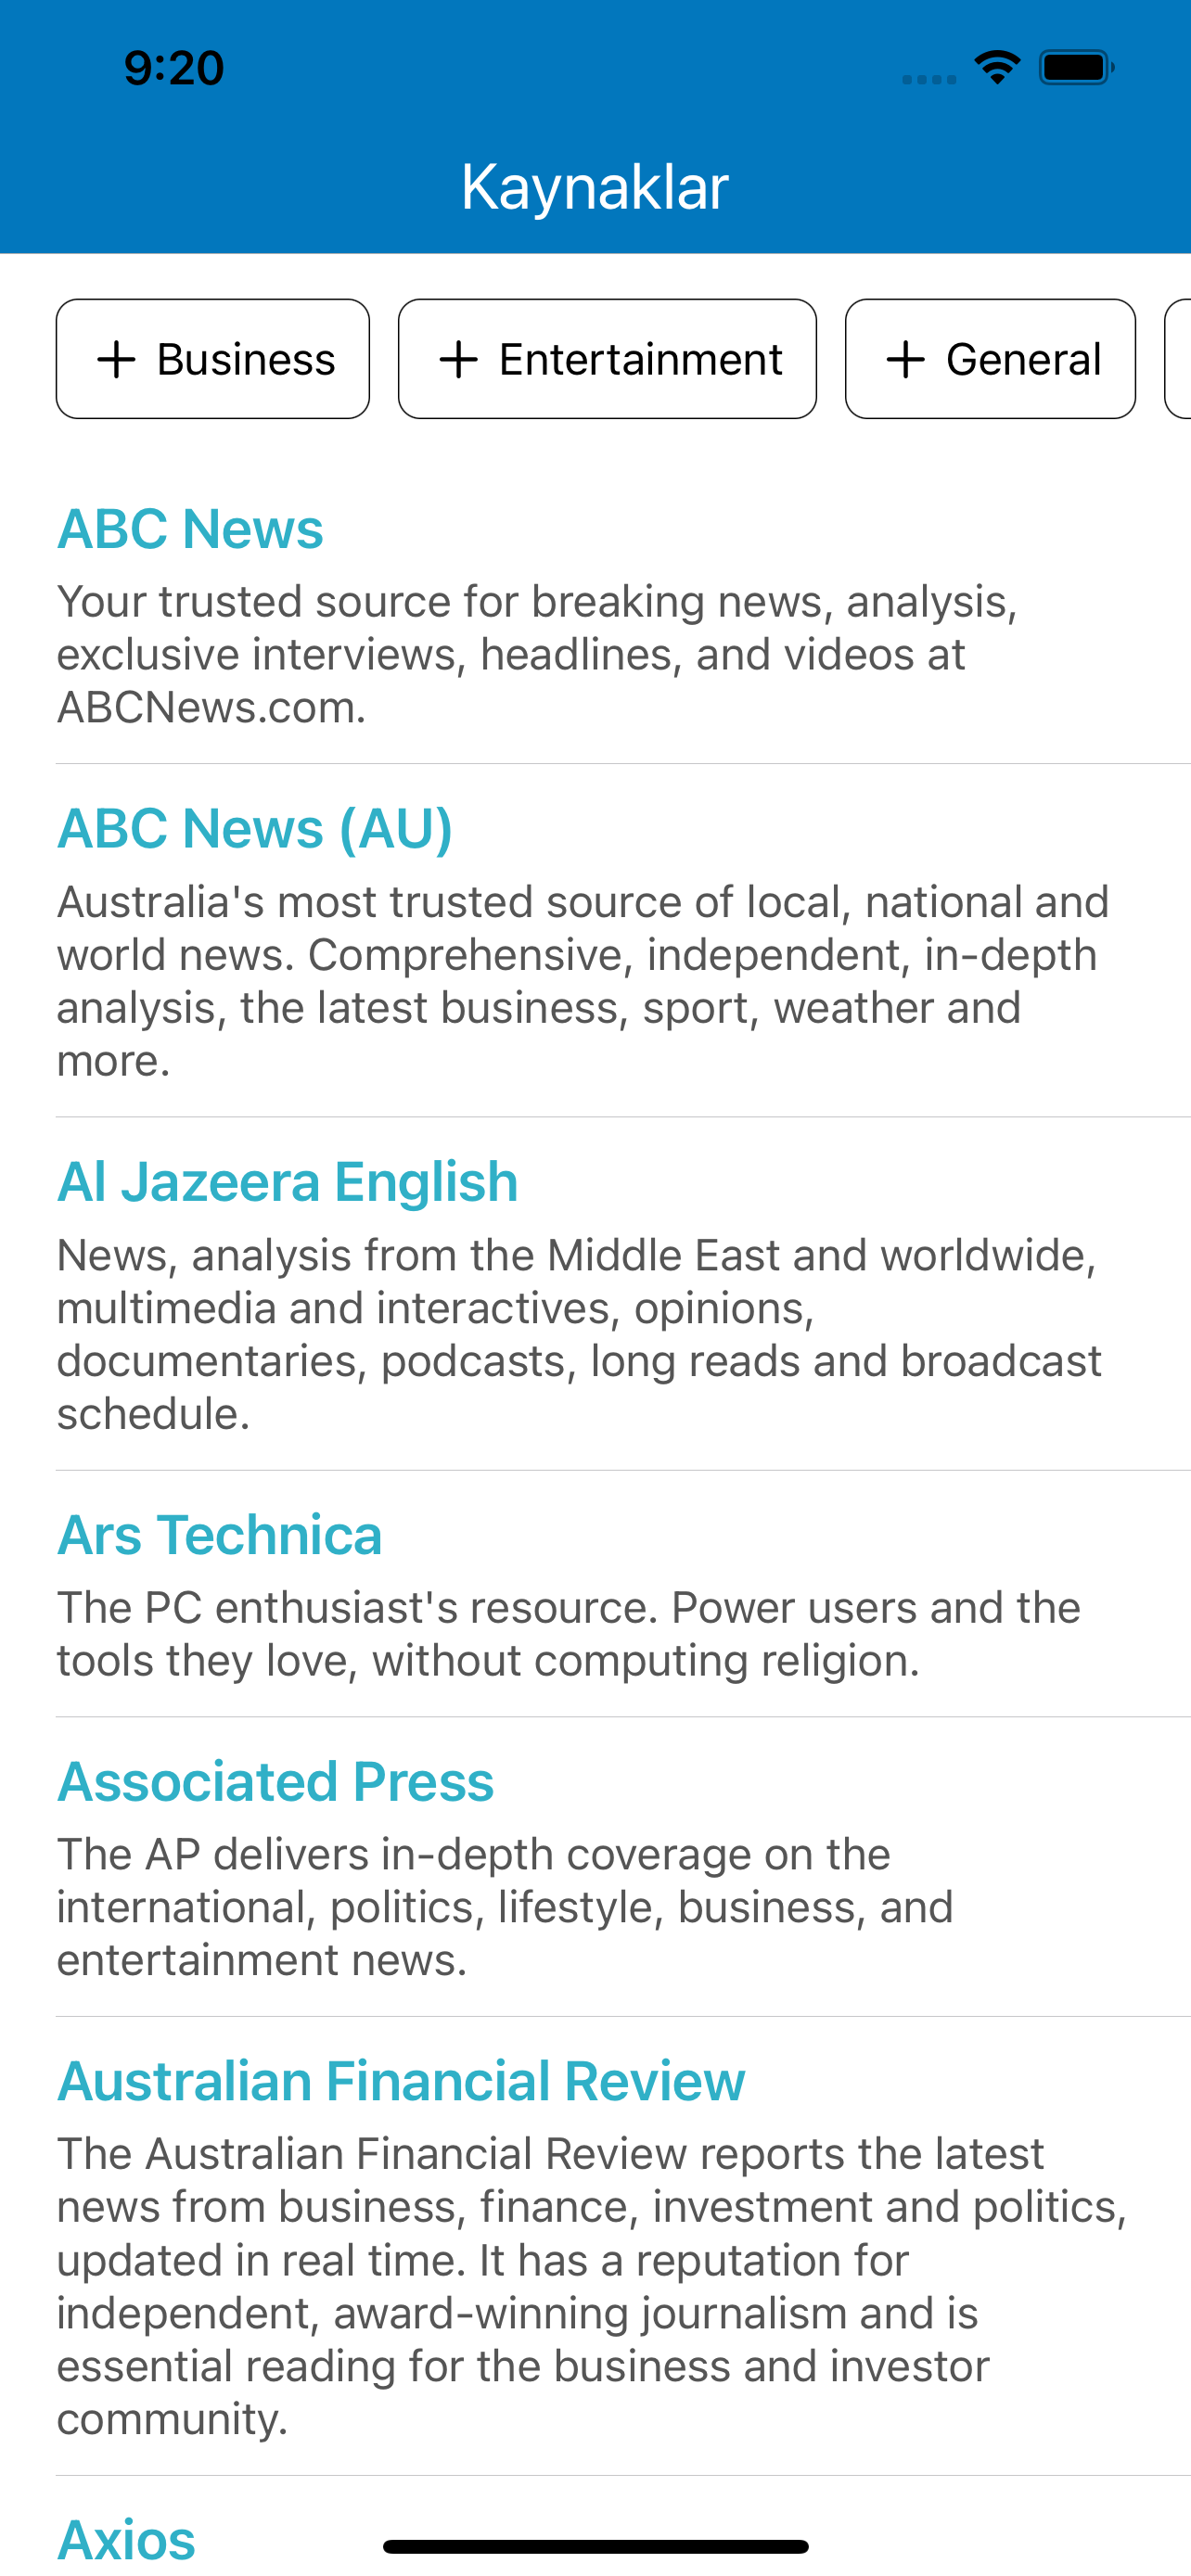 9:20
Kaynaklar
+ Business
+ Entertainment
+ General
ABC News
Your trusted source for breaking news, analysis,
exclusive interviews, headlines, and videos at
ABCNews.com.
ABC News (AU)
Australia's most trusted source of local, national and
world news. Comprehensive, independent, in-depth
analysis, the latest business, sport, weather and
more.
Al Jazeera English
News, analysis from the Middle East and worldwide,
multimedia and interactives, opinions,
documentaries, podcasts, long reads and broadcast
schedule.
Ars Technica
The PC enthusiast's resource. Power users and the
tools they love, without computing religion.
Associated Press
The AP delivers in-depth coverage on the
international, politics, lifestyle, business, and
entertainment news.
Australian Financial Review
The Australian Financial Review reports the latest
news from business, finance, investment and politics,
updated in real time. It has a reputation for
independent, award-winning journalism and is
essential reading for the business and investor
community.
Axios